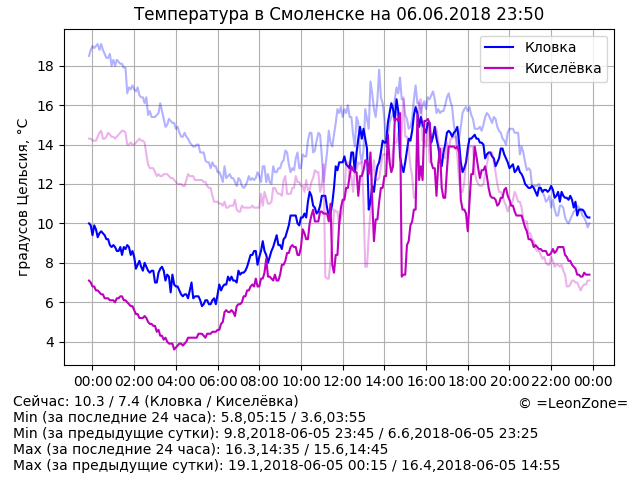 Температура в Смоленске на 06.06.2018 23:50
градусов Цельсия, °C
18
16
14
12
10
8
6
4
Кловка
Киселёвка
00:00 02:00 04:00 06:00 08:00 10:00 12:00 14:00 16:00 18:00 20:00 22:00 00:00
Сейчас: 10.3 / 7.4 (Кловка / Киселёвка)
© =LeonZone=
Min (за последние 24 часа): 5.8,05:15 / 3.6,03:55
Min (за предыдущие сутки): 9.8,2018-06-05 23:45 / 6.6,2018-06-05 23:25
Max (за последние 24 часа): 16.3,14:35 / 15.6,14:45
Max (за предыдущие сутки): 19.1,2018-06-05 00:15 / 16.4,2018-06-05 14:55